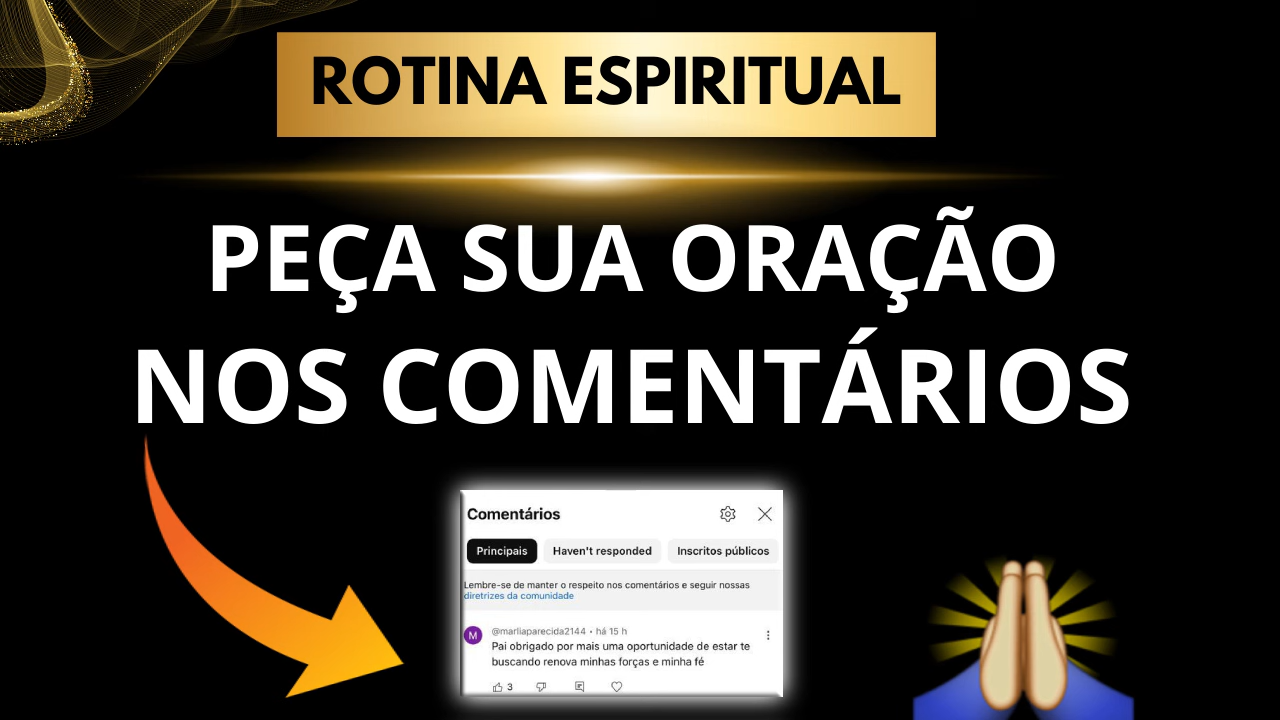 ROTINA ESPIRITUAL
PEÇA SUA ORAÇÃO
NOS COMENTÁRIOS
Comentários
Principais Haven't responded Inscritos públicos
Lembre-se de manter o respeito nos comentários e seguir nossas
diretrizes da comunidade
M @marliaparecida2144 • há 15 h
Pai obrigado por mais uma oportunidade de estar te
buscando renova minhas forças e minha fé
3